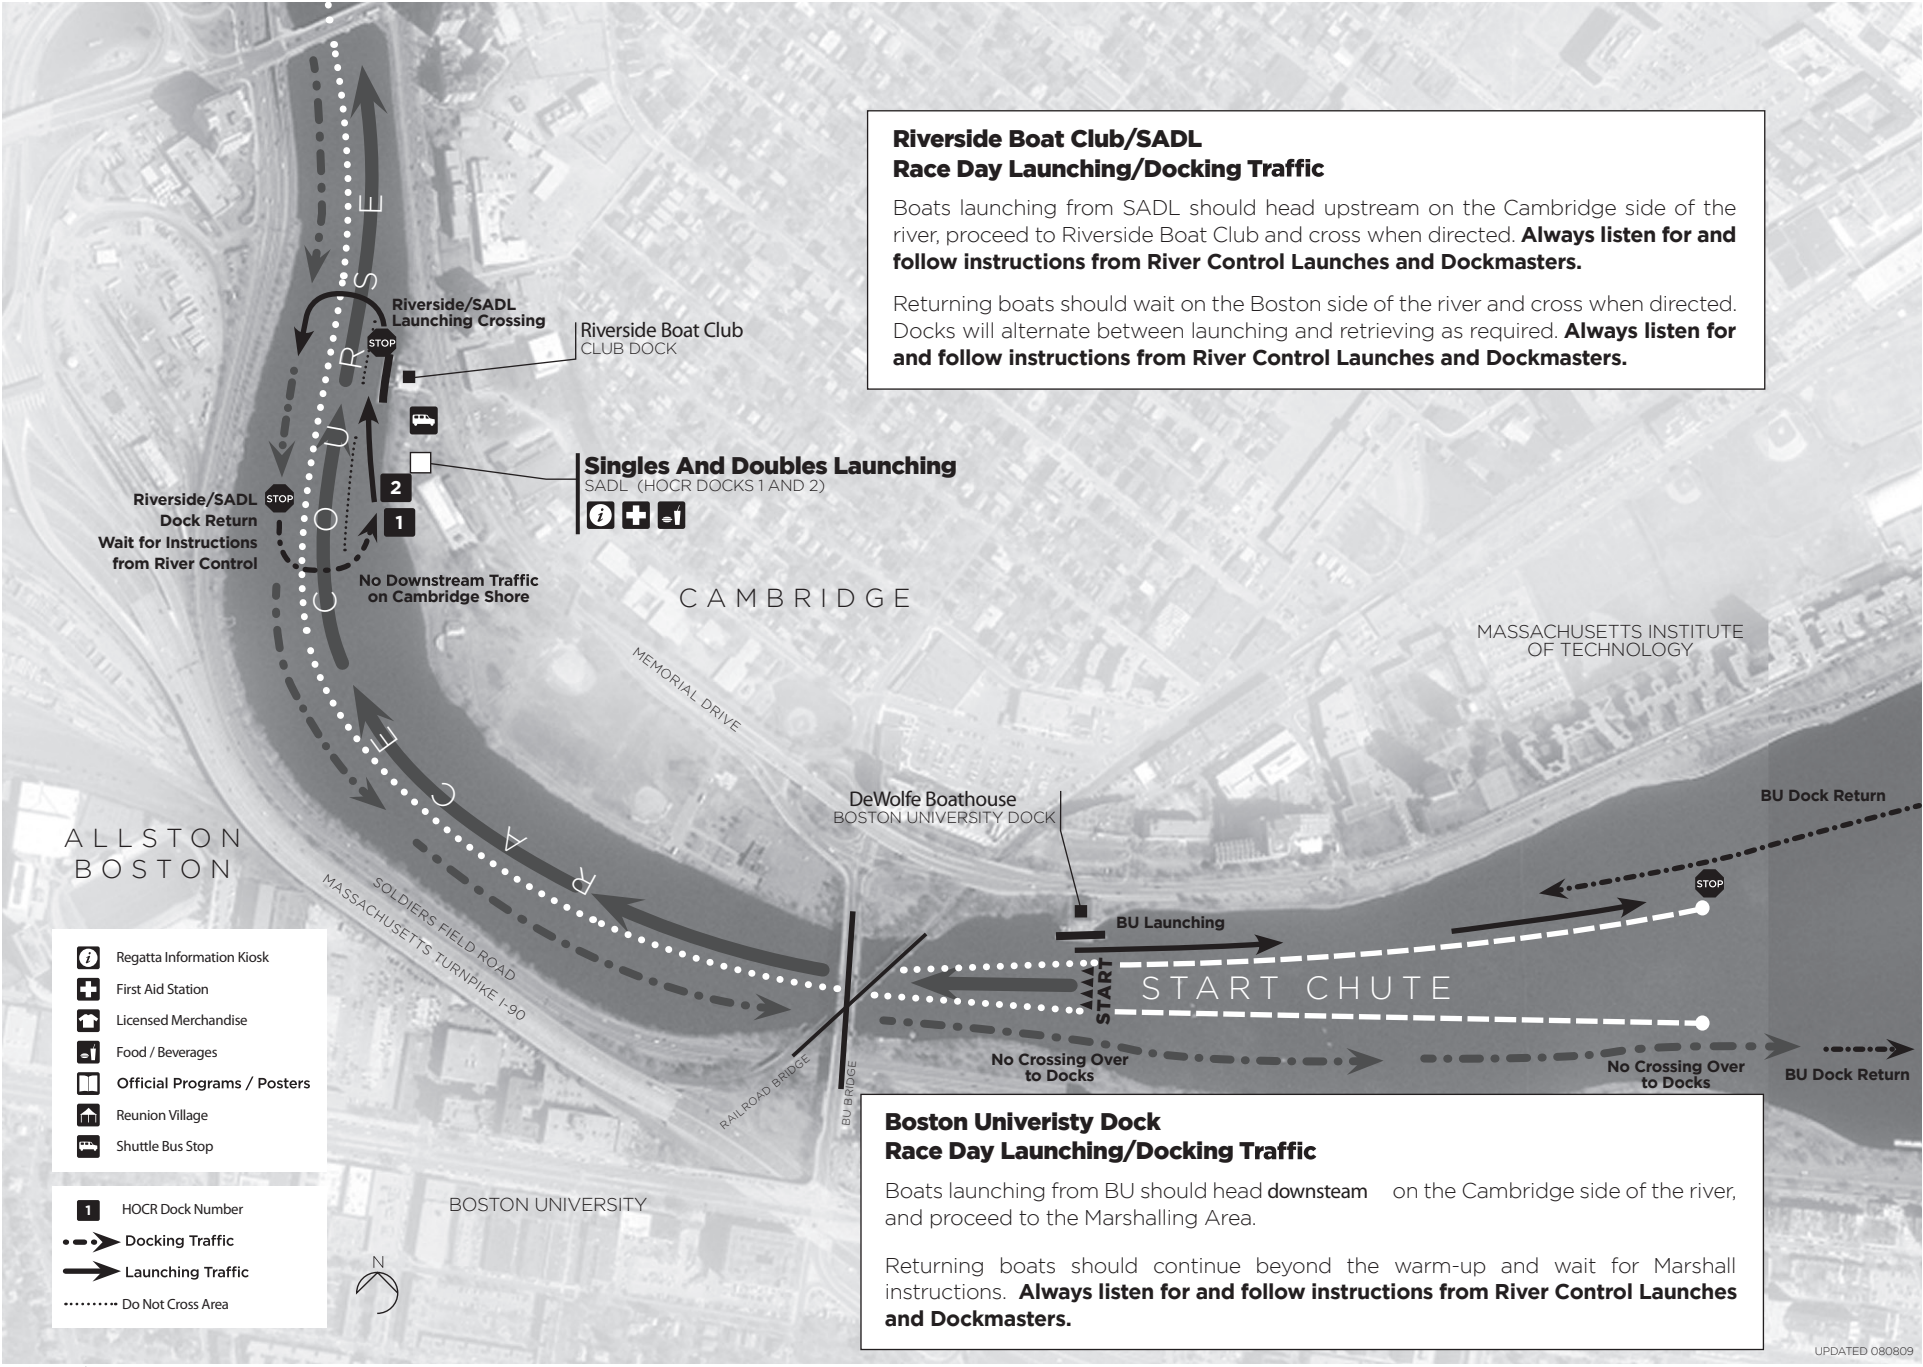 Riverside Boat Club/SADL
Race Day Launching/Docking Traffic
Boats launching from SADL should head upstream on the Cambridge side of the
river, proceed to Riverside Boat Club and cross when directed. Always listen for and
follow instructions from River Control Launches and Dockmasters.
Returning boats should wait on the Boston side of the river and cross when directed.
Docks will alternate between launching and retrieving as required. Always listen for
and follow instructions from River Control Launches and Dockmasters.
Riverside/SADL
Launching Crossing
STOP
Riverside Boat Club
CLUB DOCK
Singles And Doubles Launching
SADL (HOCR DOCKS 1 AND 2)
2
1
Riverside/SADL
Dock Return
Wait for Instructions
from River Control
STOP
No Downstream Traffic
on Cambridge Shore
RACE COURSE
CAMBRIDGE
MEMORIAL DRIVE
MASSACHUSETTS INSTITUTE
OF TECHNOLOGY
ALLSTON
BOSTON
SOLDIERS FIELD ROAD
MASSACHUSETTS TURNPIKE I-90
DeWolfe Boathouse
BOSTON UNIVERSITY DOCK
BU Dock Return
STOP
BU Launching
START
START CHUTE
No Crossing Over
to Docks
No Crossing Over
to Docks
BU Dock Return
RAILROAD BRIDGE
BU BRIDGE
BOSTON UNIVERSITY
N
Regatta Information Kiosk
First Aid Station
Licensed Merchandise
Food / Beverages
Official Programs / Posters
Reunion Village
Shuttle Bus Stop
1 HOCR Dock Number
Docking Traffic
Launching Traffic
Do Not Cross Area
Boston Univeristy Dock
Race Day Launching/Docking Traffic
Boats launching from BU should head downsteam on the Cambridge side of the river,
and proceed to the Marshalling Area.
Returning boats should continue beyond the warm-up and wait for Marshall
instructions. Always listen for and follow instructions from River Control Launches
and Dockmasters.
UPDATED 080809